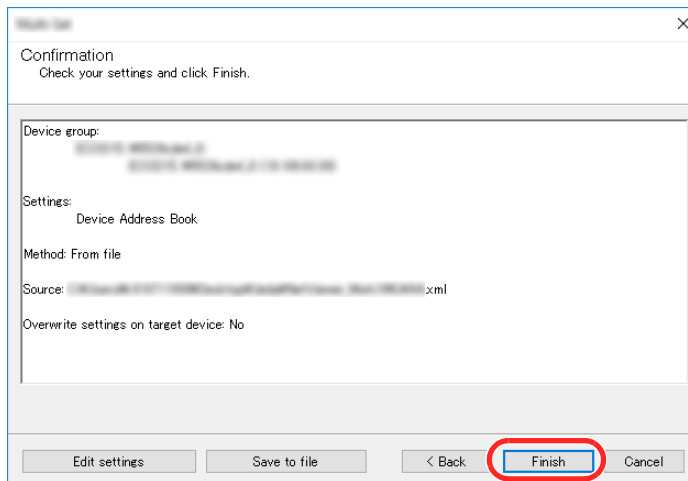 Confirmation
Check your settings and click Finish.
Device group:
Settings:
Device Address Book
Method: From file
Source: .xml
Overwrite settings on target device: No
Edit settings
Save to file
< Back
Finish
Cancel